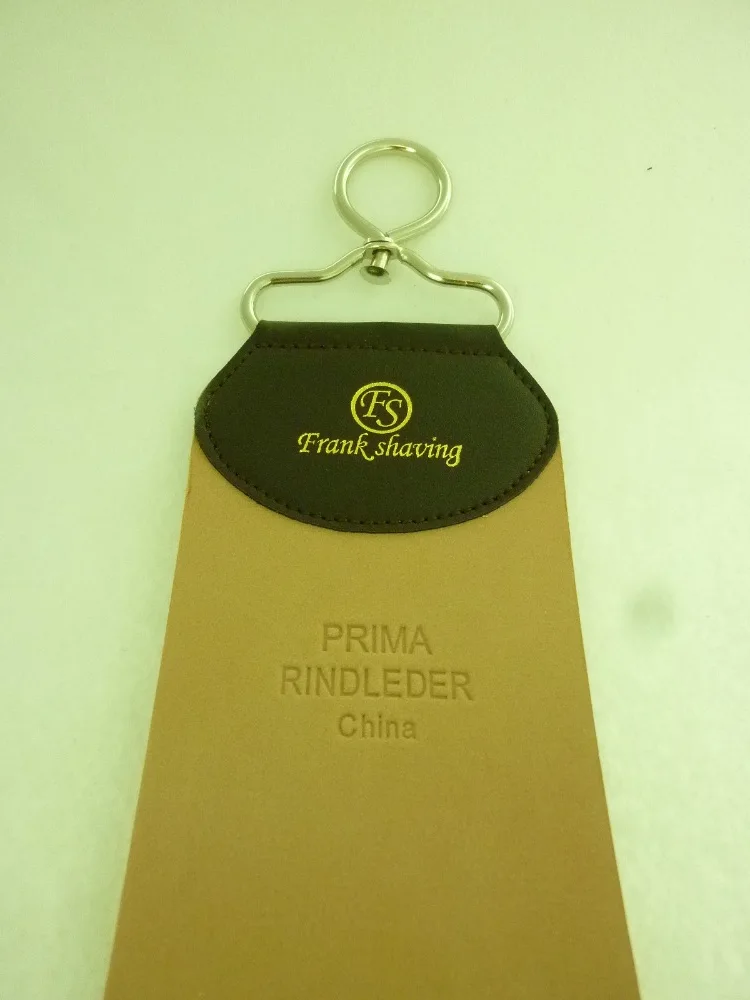 FS
Frank shaving
PRIMA
RINDLEDER
China